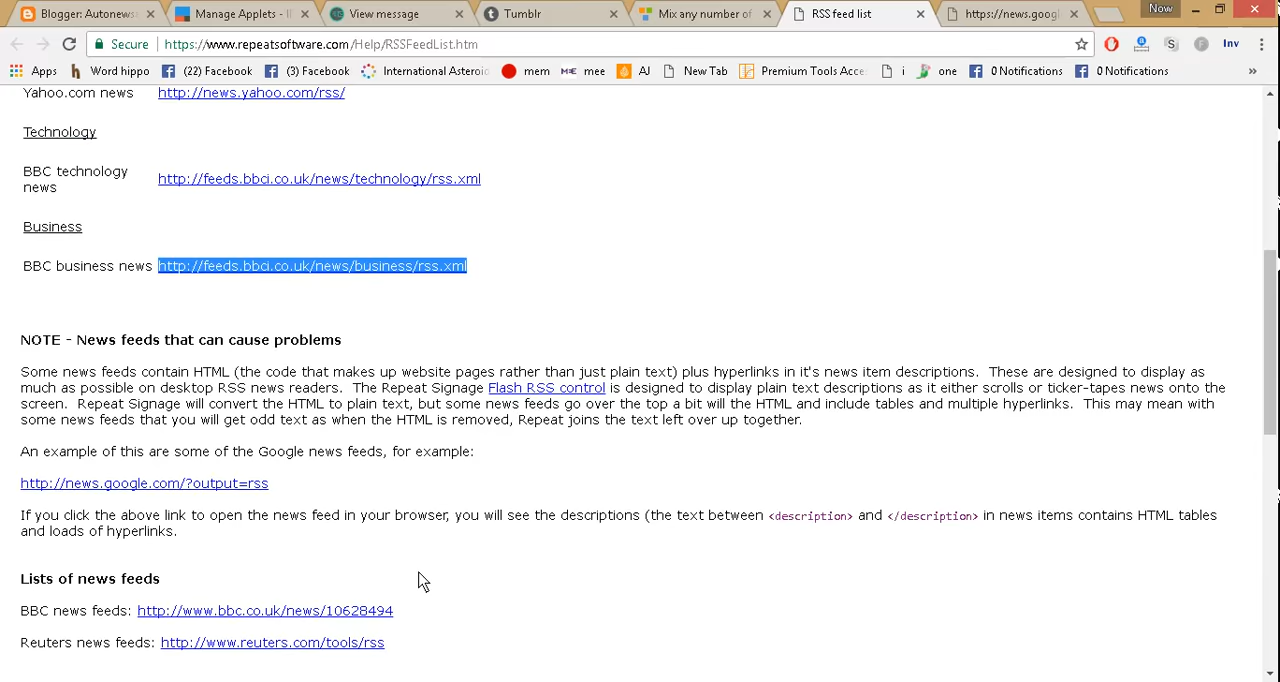 Blogger: Autonews
Manage Applets - I
View message
Tumblr
Mix any number of
RSS feed list
https://news.googl
Now
Secure
https://www.repeatsoftware.com/Help/RSSFeedList.htm
Inv
Apps
Word hippo
(22) Facebook
(3) Facebook
International Asteroi
mem
mee
AJ
New Tab
Premium Tools Acce
i
one
0 Notifications
0 Notifications
»
Yahoo.com news http://news.yahoo.com/rss/
Technology
BBC technology
news
http://feeds.bbci.co.uk/news/technology/rss.xml
Business
BBC business news http://feeds.bbci.co.uk/news/business/rss.xml
NOTE - News feeds that can cause problems
Some news feeds contain HTML (the code that makes up website pages rather than just plain text) plus hyperlinks in it's news item descriptions. These are designed to display as
much as possible on desktop RSS news readers. The Repeat Signage Flash RSS control is designed to display plain text descriptions as it either scrolls or ticker-tapes news onto the
screen. Repeat Signage will convert the HTML to plain text, but some news feeds go over the top a bit will the HTML and include tables and multiple hyperlinks. This may mean with
some news feeds that you will get odd text as when the HTML is removed, Repeat joins the text left over up together.
An example of this are some of the Google news feeds, for example:
http://news.google.com/?output=rss
If you click the above link to open the news feed in your browser, you will see the descriptions (the text between <description> and </description> in news items contains HTML tables
and loads of hyperlinks.
Lists of news feeds
BBC news feeds: http://www.bbc.co.uk/news/10628494
Reuters news feeds: http://www.reuters.com/tools/rss